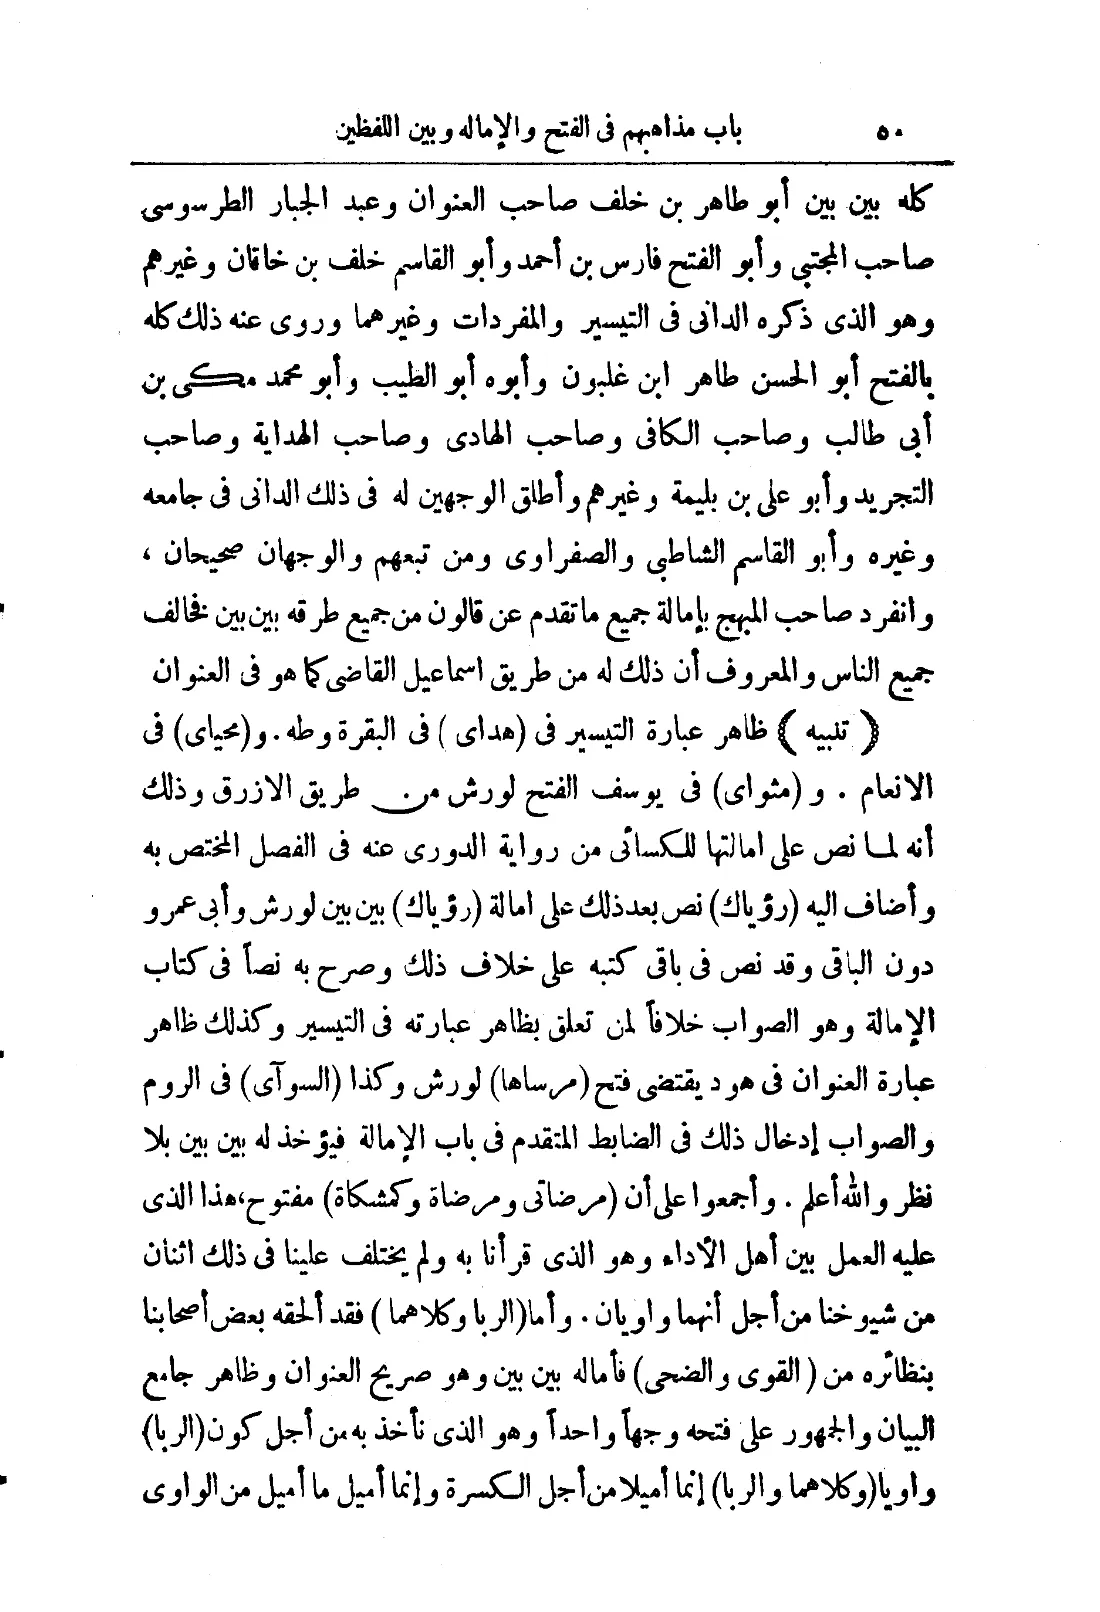 ٥٠ باب مذاهبهم فى الفتح والإماله وبين اللفظين
كله بين بين أبو طاهر بن خلف صاحب العنوان وعبد الجبار الطرسوسى
صاحب المجتبى وأبو الفتح فارس بن أحمد وأبو القاسم خلف بن خاقان وغيرهم
وهو الذى ذكره الدانى فى التيسير والمفردات وغيرهما وروى عنه ذلك كله
بالفتح أبو الحسن طاهر ابن غلبون وأبوه أبو الطيب وأبو محمد مكى بن
أبى طالب وصاحب الكافى وصاحب الهادى وصاحب الهداية وصاحب
التجريد وأبو على بن بليمة وغيرهم وأطلق الوجهين له فى ذلك الدانى فى جامعه
وغيره وأبو القاسم الشاطبى والصفراوى ومن تبعهم والوجهان صحيحان ،
وانفرد صاحب المبهج بإمالة جميع ما تقدم عن قالون من جميع طرقه بين بين فخالف
جميع الناس والمعروف أن ذلك له من طريق اسماعيل القاضى كما هو فى العنوان
﴿ تنبيه ﴾ ظاهر عبارة التيسير فى (هداى) فى البقرة وطه . و(محياى) فى
الانعام . و (مثواى) فى يوسف الفتح لورش من طريق الازرق وذلك
أنه لما نص على امالتها للكسائى من رواية الدورى عنه فى الفصل المختص به
وأضاف اليه (رؤياك) نص بعد ذلك على امالة (رؤياك) بين بين لورش وأبى عمرو
دون الباقى وقد نص فى باقى كتبه على خلاف ذلك وصرح به نصاً فى كتاب
الإمالة وهو الصواب خلافاً لمن تعلق بظاهر عبارته فى التيسير وكذلك ظاهر
عبارة العنوان فى هود يقتضى فتح (مرساها) لورش وكذا (السوآى) فى الروم
والصواب إدخال ذلك فى الضابط المتقدم فى باب الإمالة فيؤخذ له بين بين بلا
نظر والله أعلم . وأجمعوا على أن (مرضاتى ومرضاة وكمشكاة) مفتوح،هذا الذى
عليه العمل بين أهل الأداء وهو الذى قرأنا به ولم يختلف علينا فى ذلك اثنان
من شيوخنا من أجل أنهما واويان . وأما (الربا وكلاهما) فقد ألحقه بعض أصحابنا
بنظائره من (القوى والضحى) فأماله بين بين وهو صريح العنوان وظاهر جامع
البيان والجمهور على فتحه وجهاً واحداً وهو الذى نأخذ به من أجل كون (الربا)
واويا (وكلاهما والربا) إنما أميلا من أجل الكسرة وإنما أميل ما أميل من الواوى